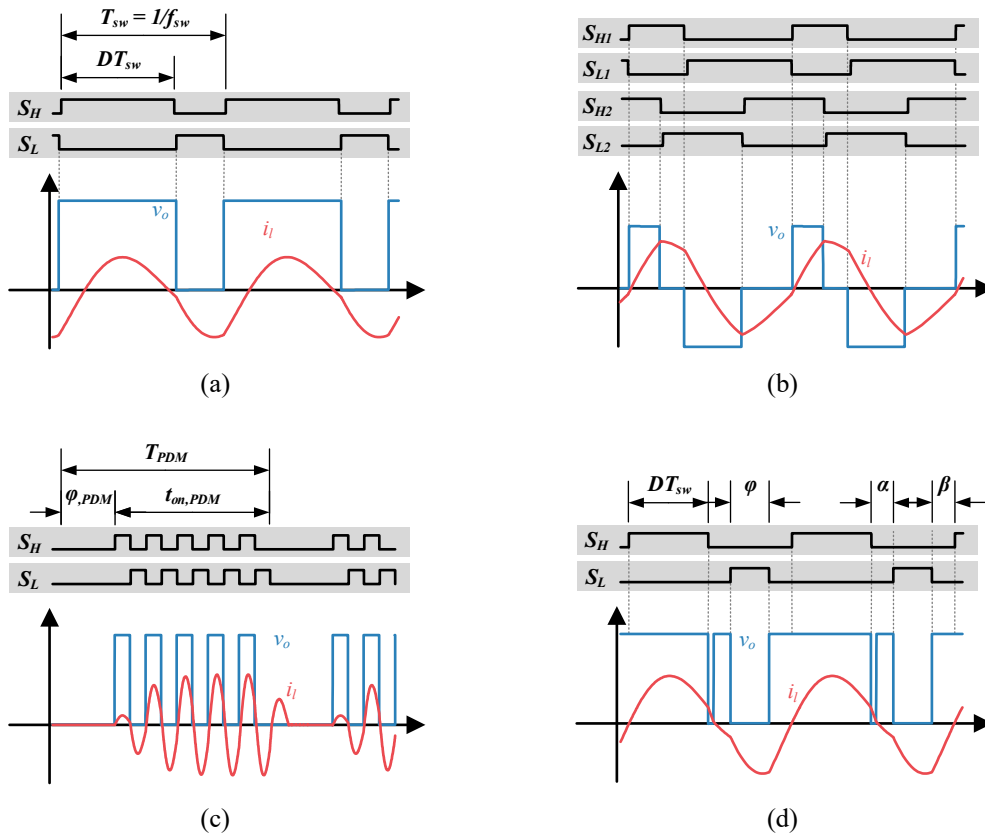 T_sw = 1/f_sw
DT_sw
S_H
S_L
v_o
i_l
(a)
S_H1
S_L1
S_H2
S_L2
v_o
i_l
(b)
T_PDM
φ,PDM
t_on,PDM
S_H
S_L
v_o
i_l
(c)
DT_sw
φ
α
β
S_H
S_L
v_o
i_l
(d)